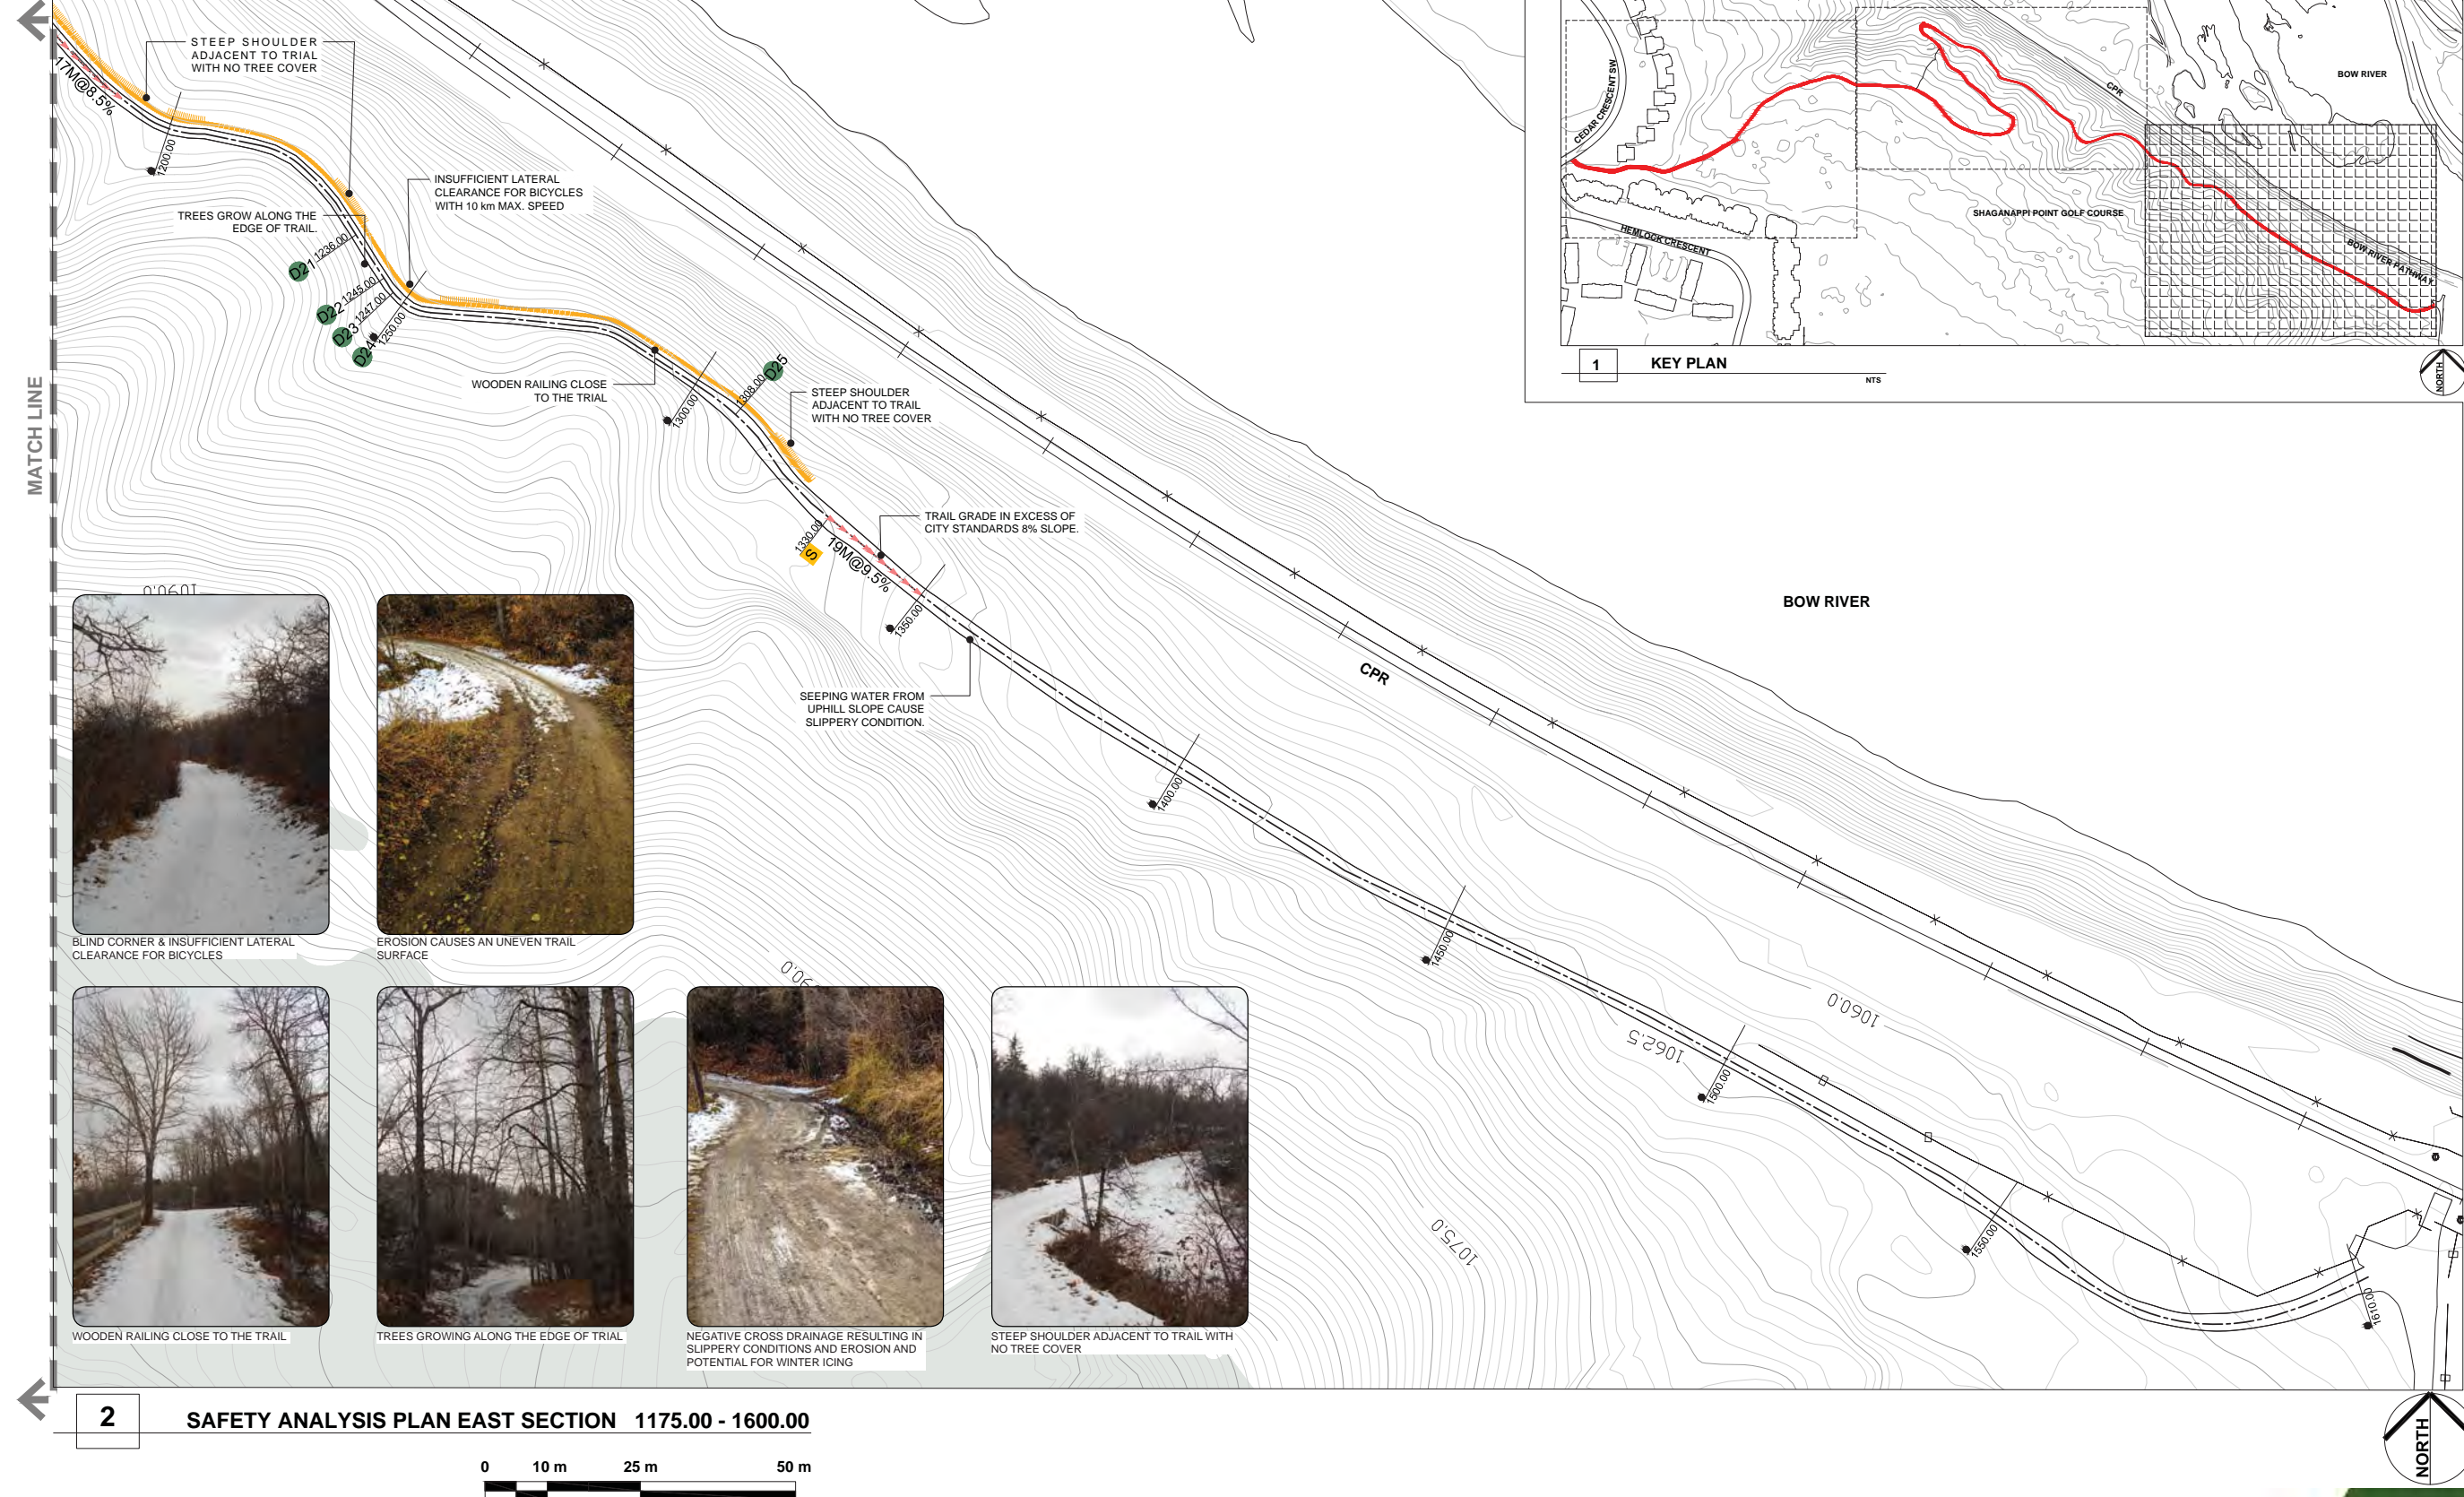 STEEP SHOULDER
ADJACENT TO TRIAL
WITH NO TREE COVER
17M@8.5%
1200.00
INSUFFICIENT LATERAL
CLEARANCE FOR BICYCLES
WITH 10 km MAX. SPEED
TREES GROW ALONG THE
EDGE OF TRAIL.
D21 1236.00
D22 1245.00
D23 1247.00
D24
1250.00
WOODEN RAILING CLOSE
TO THE TRIAL
1300.00
1308.00 D25
STEEP SHOULDER
ADJACENT TO TRAIL
WITH NO TREE COVER
TRAIL GRADE IN EXCESS OF
CITY STANDARDS 8% SLOPE.
1330.00
S
19M@9.5%
1350.00
SEEPING WATER FROM
UPHILL SLOPE CAUSE
SLIPPERY CONDITION.
MATCH LINE
1090.0
CPR
BOW RIVER
1400.00
1450.00
1060.0
1062.5
1500.00
1550.00
1610.00
1075.0
BLIND CORNER & INSUFFICIENT LATERAL
CLEARANCE FOR BICYCLES
EROSION CAUSES AN UNEVEN TRAIL
SURFACE
WOODEN RAILING CLOSE TO THE TRAIL
TREES GROWING ALONG THE EDGE OF TRIAL
NEGATIVE CROSS DRAINAGE RESULTING IN
SLIPPERY CONDITIONS AND EROSION AND
POTENTIAL FOR WINTER ICING
STEEP SHOULDER ADJACENT TO TRAIL WITH
NO TREE COVER
CEDAR CRESCENT SW
HEMLOCK CRESCENT
SHAGANAPPI POINT GOLF COURSE
CPR
BOW RIVER
BOW RIVER PATHWAY
1 KEY PLAN
NTS
NORTH
2 SAFETY ANALYSIS PLAN EAST SECTION 1175.00 - 1600.00
0 10 m 25 m 50 m
NORTH